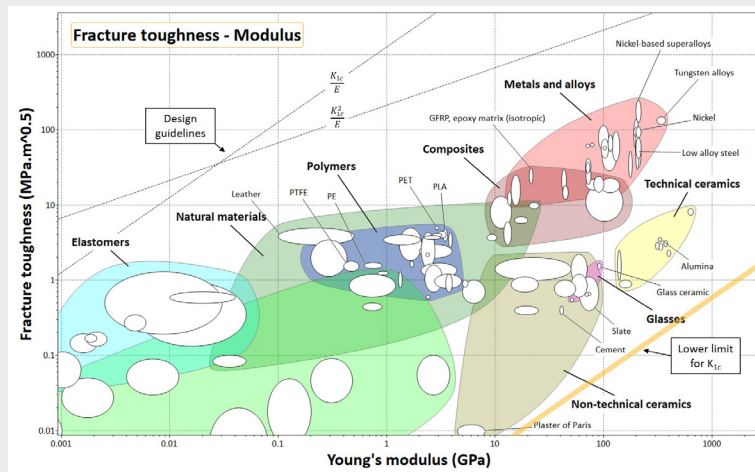 Fracture toughness - Modulus
Fracture toughness (MPa.m^0.5)
1000
100
10
1
0.1
0.01
0.001
0.01
0.1
1
10
100
1000
Young's modulus (GPa)
K1c
E
K²1c
E
Design
guidelines
Nickel-based superalloys
Tungsten alloys
Metals and alloys
GFRP, epoxy matrix (isotropic)
Nickel
Composites
Low alloy steel
Polymers
PET
PLA
Technical ceramics
Leather
PTFE
PE
Natural materials
Elastomers
Alumina
Glass ceramic
Glasses
Slate
Cement
Lower limit
for K1c
Non-technical ceramics
Plaster of Paris